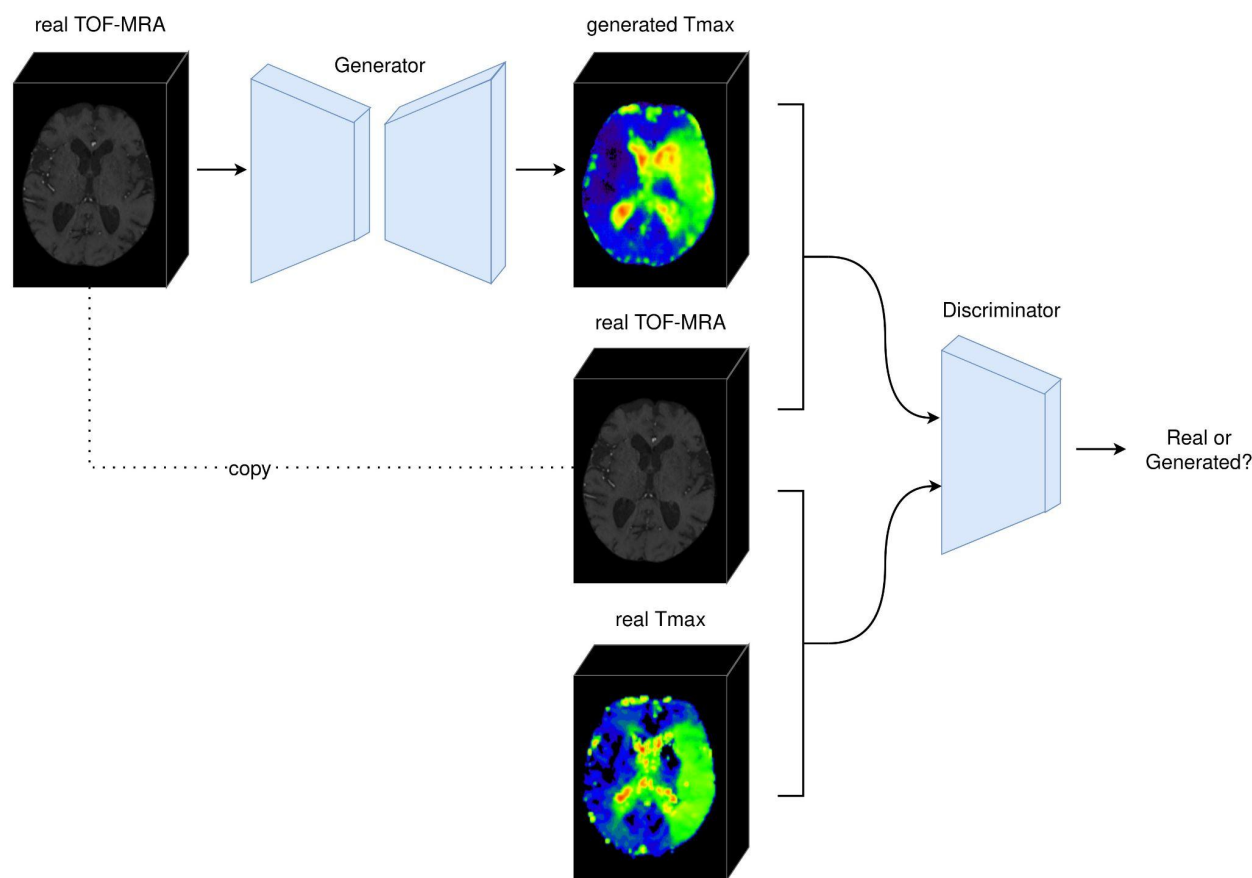 real TOF-MRA
generated Tmax
Generator
real TOF-MRA
Discriminator
Real or
Generated?
copy
real Tmax